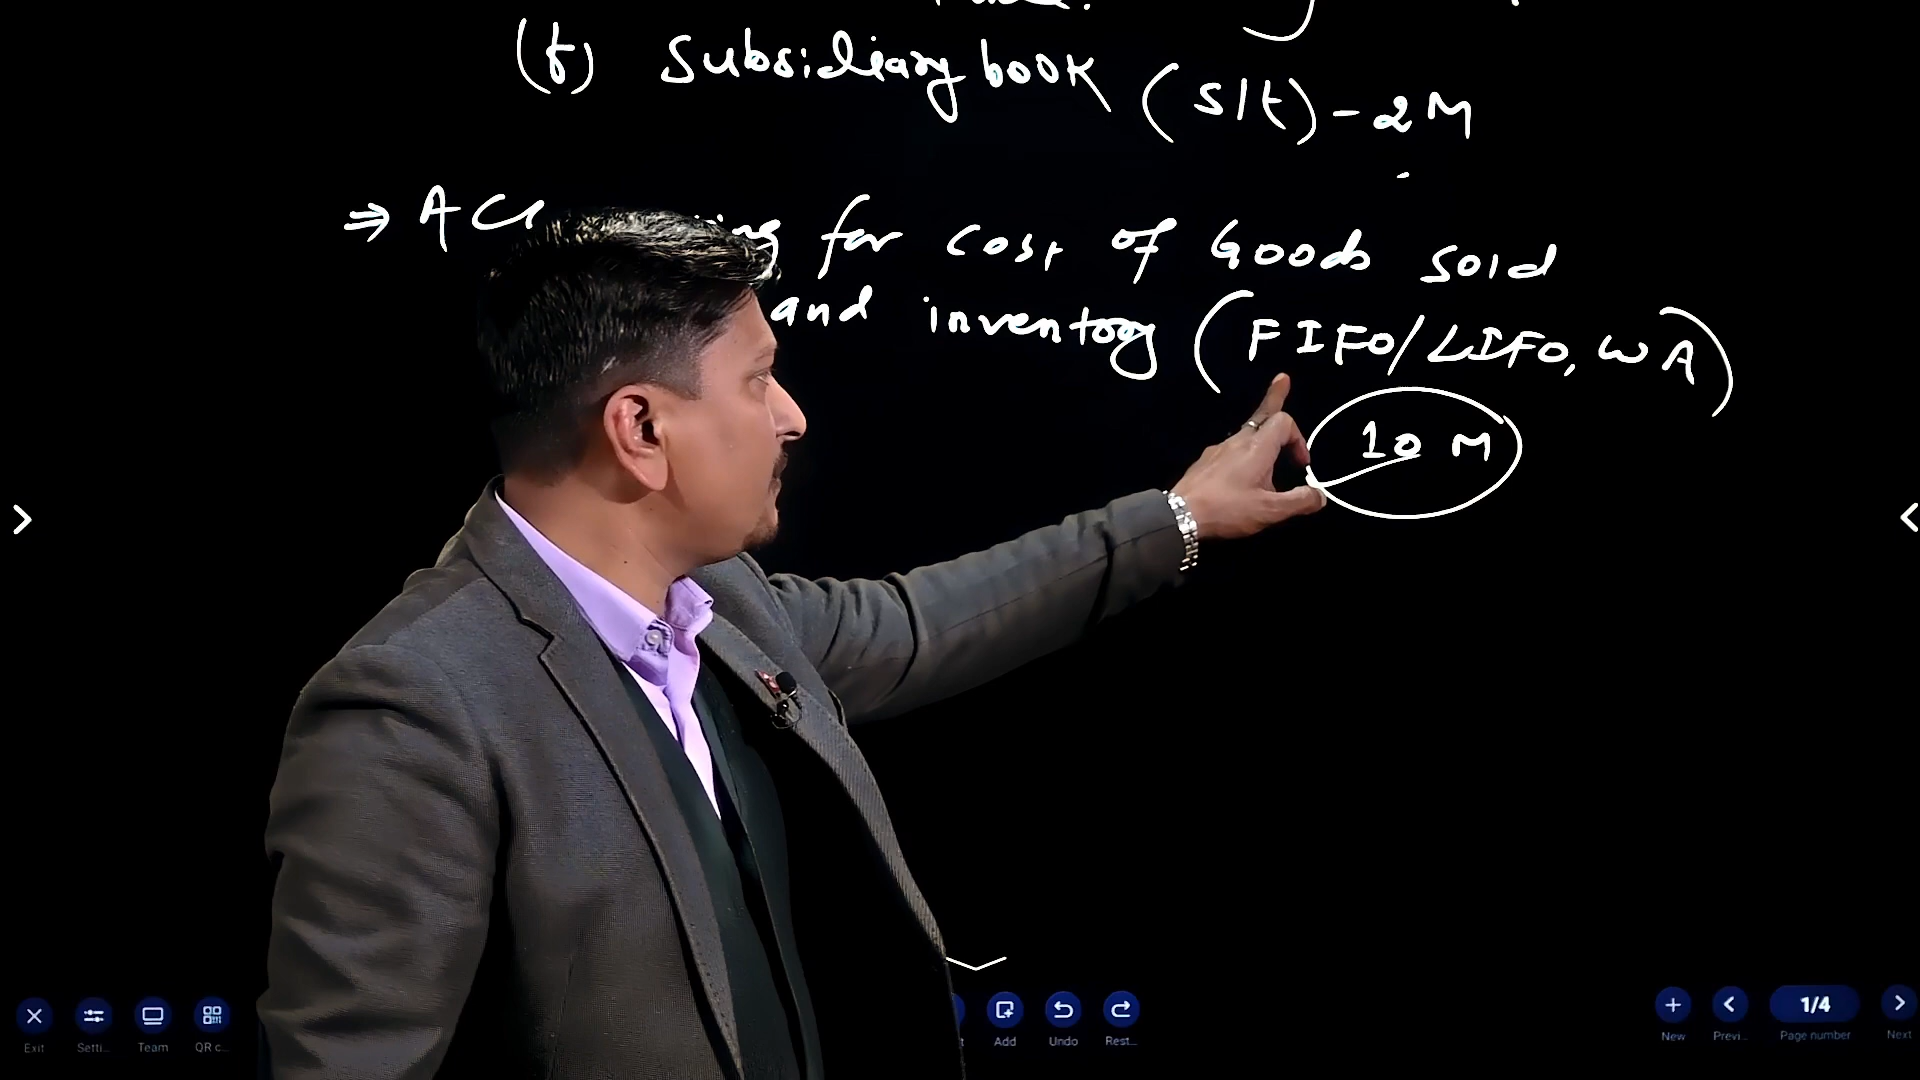 (f) Subsidiary book (S/t) - 2M
⇒ for cost of Goods sold
and inventory (FIFO/LIFO, WA)
10 M
Exit Setti... Team QR c... Add Undo Rest... New Previ... 1/4 Page number Next